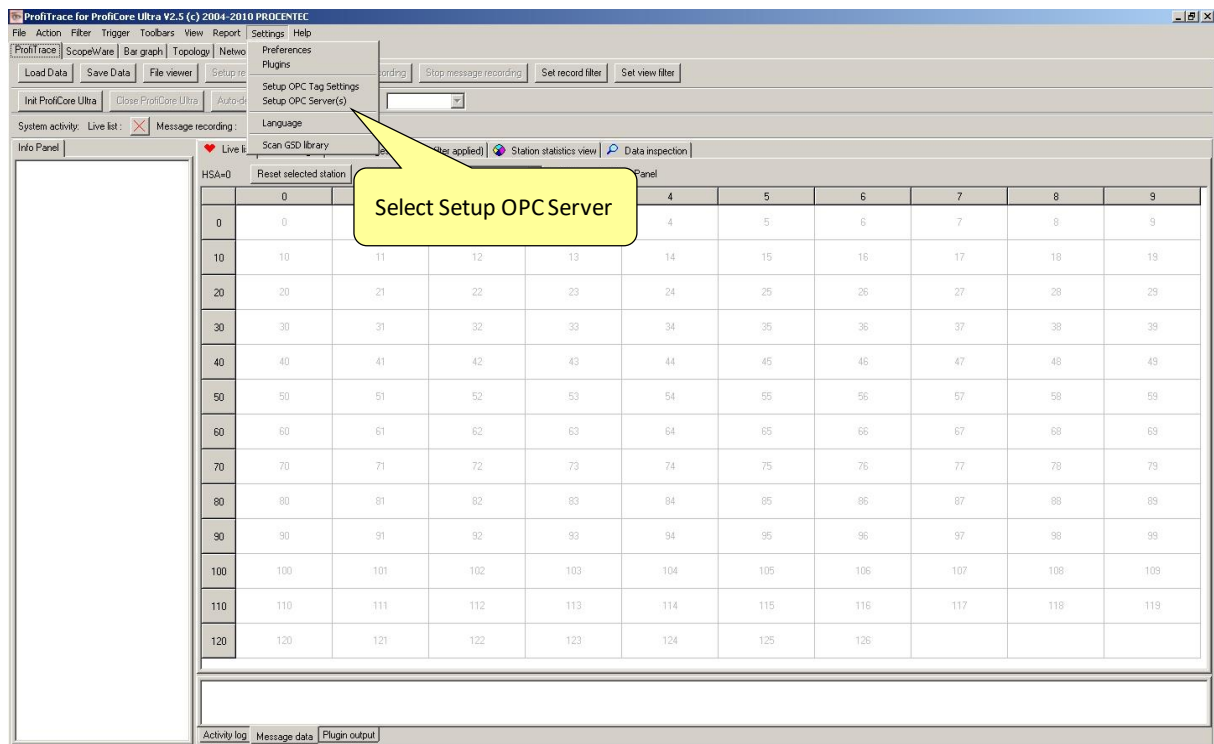 ProfiTrace for ProfiCore Ultra V2.5 (c) 2004-2010 PROCENTEC
File Action Filter Trigger Toolbars View Report Settings Help
ProfiTrace ScopeWare Bar graph Topology Netwo
Preferences
Plugins
Setup OPC Tag Settings
Setup OPC Server(s)
Language
Scan GSD library
Load Data Save Data File viewer Setup re ording Stop message recording Set record filter Set view filter
Init ProfiCore Ultra Close ProfiCore Ultra Auto-de
System activity: Live list : Message recording :
Info Panel Live li filter applied) Station statistics view Data inspection
HSA=0 Reset selected station Panel
Select Setup OPC Server
0 4 5 6 7 8 9
0 0 4 5 6 7 8 9
10 10 11 12 13 14 15 16 17 18 19
20 20 21 22 23 24 25 26 27 28 29
30 30 31 32 33 34 35 36 37 38 39
40 40 41 42 43 44 45 46 47 48 49
50 50 51 52 53 54 55 56 57 58 59
60 60 61 62 63 64 65 66 67 68 69
70 70 71 72 73 74 75 76 77 78 79
80 80 81 82 83 84 85 86 87 88 89
90 90 91 92 93 94 95 96 97 98 99
100 100 101 102 103 104 105 106 107 108 109
110 110 111 112 113 114 115 116 117 118 119
120 120 121 122 123 124 125 126
Activity log Message data Plugin output